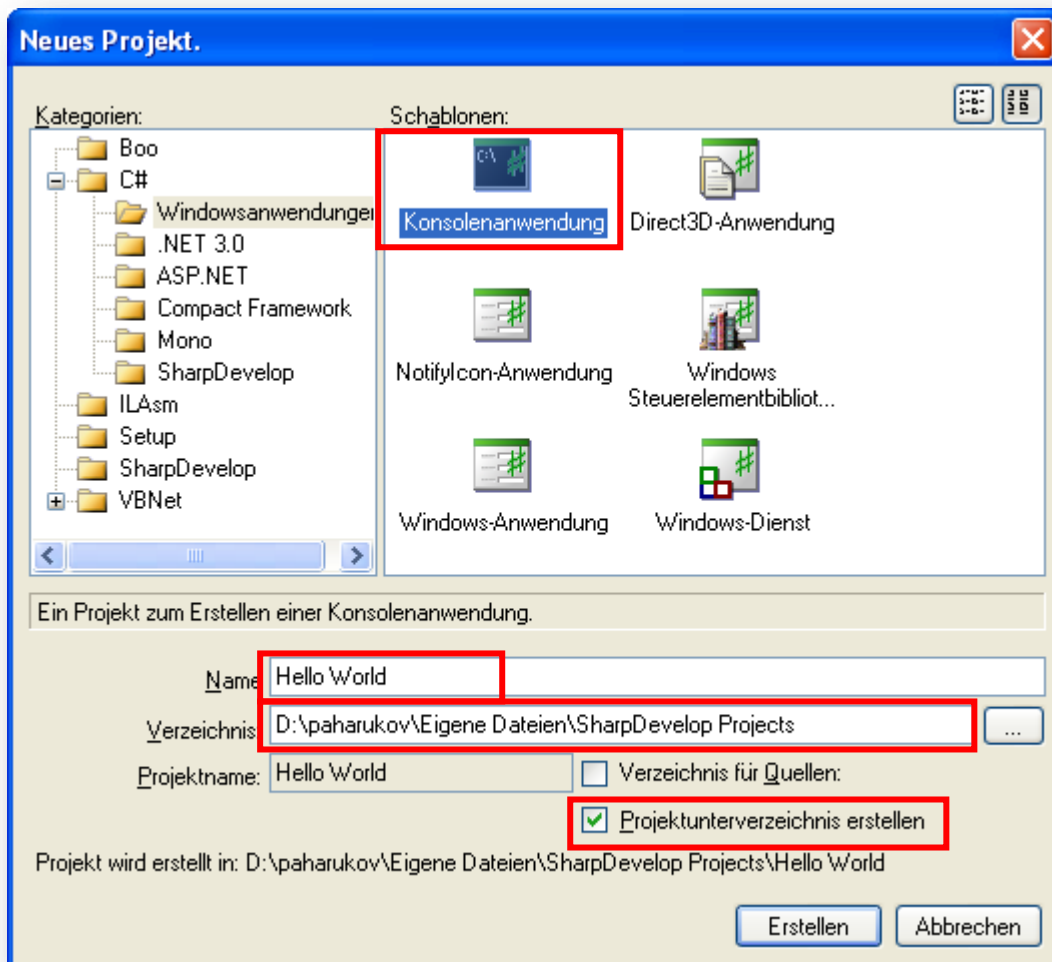 Neues Projekt.
Kategorien:
Schablonen:
Boo
C#
Windowsanwendungen
.NET 3.0
ASP.NET
Compact Framework
Mono
SharpDevelop
ILAsm
Setup
SharpDevelop
VBNet
C:\
Konsolenanwendung
Direct3D-Anwendung
NotifyIcon-Anwendung
Windows
Steuerelementbibliot...
Windows-Anwendung
Windows-Dienst
Ein Projekt zum Erstellen einer Konsolenanwendung.
Name
Hello World
Verzeichnis
D:\paharukov\Eigene Dateien\SharpDevelop Projects
...
Projektname:
Hello World
Verzeichnis für Quellen:
Projektunterverzeichnis erstellen
Projekt wird erstellt in: D:\paharukov\Eigene Dateien\SharpDevelop Projects\Hello World
Erstellen
Abbrechen